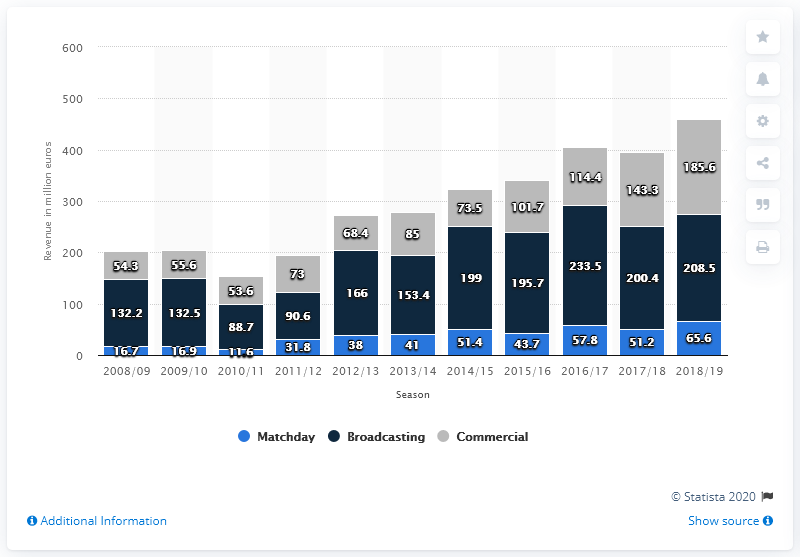 600
500
400
300
200
100
0
Revenue in million euros
54.3 55.6 53.6 73 68.4 85 73.5 101.7 114.4 143.3 185.6
132.2 132.5 88.7 90.6 166 153.4 199 195.7 233.5 200.4 208.5
16.7 16.9 11.6 31.8 38 41 51.4 43.7 57.8 51.2 65.6
2008/09 2009/10 2010/11 2011/12 2012/13 2013/14 2014/15 2015/16 2016/17 2017/18 2018/19
Season
Matchday Broadcasting Commercial
© Statista 2020
Additional Information Show source